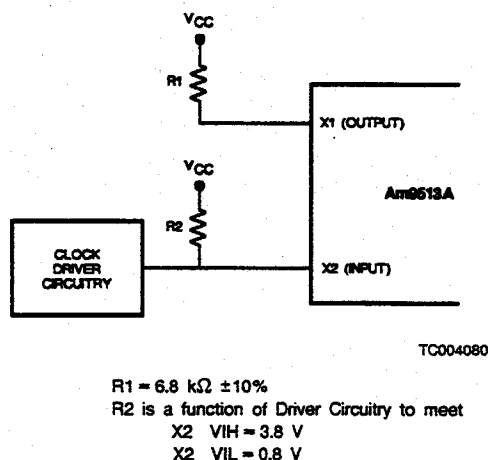 VCC
R1
X1 (OUTPUT)
VCC
Am9513A
R2
CLOCK
DRIVER
CIRCUITRY
X2 (INPUT)
TC004080
R1 = 6.8 kΩ ±10%
R2 is a function of Driver Circuitry to meet
X2 VIH = 3.8 V
X2 VIL = 0.8 V